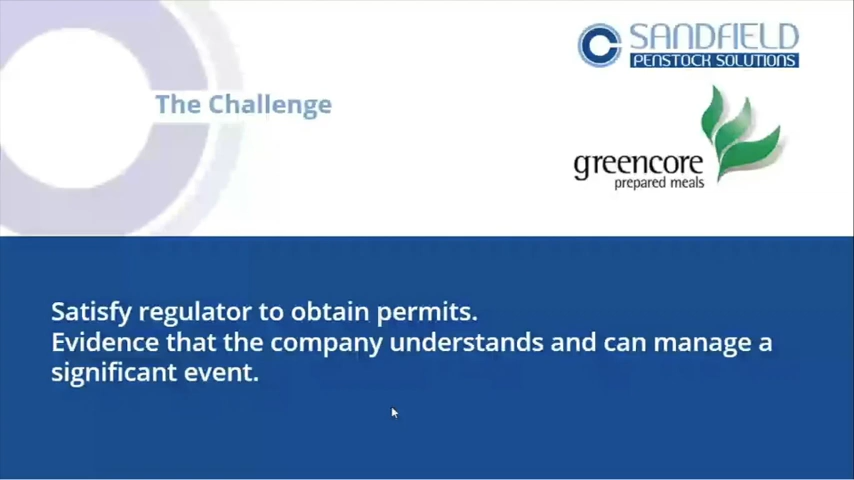 SANDFIELD
PENSTOCK SOLUTIONS
The Challenge
greencore
prepared meals
Satisfy regulator to obtain permits.
Evidence that the company understands and can manage a
significant event.